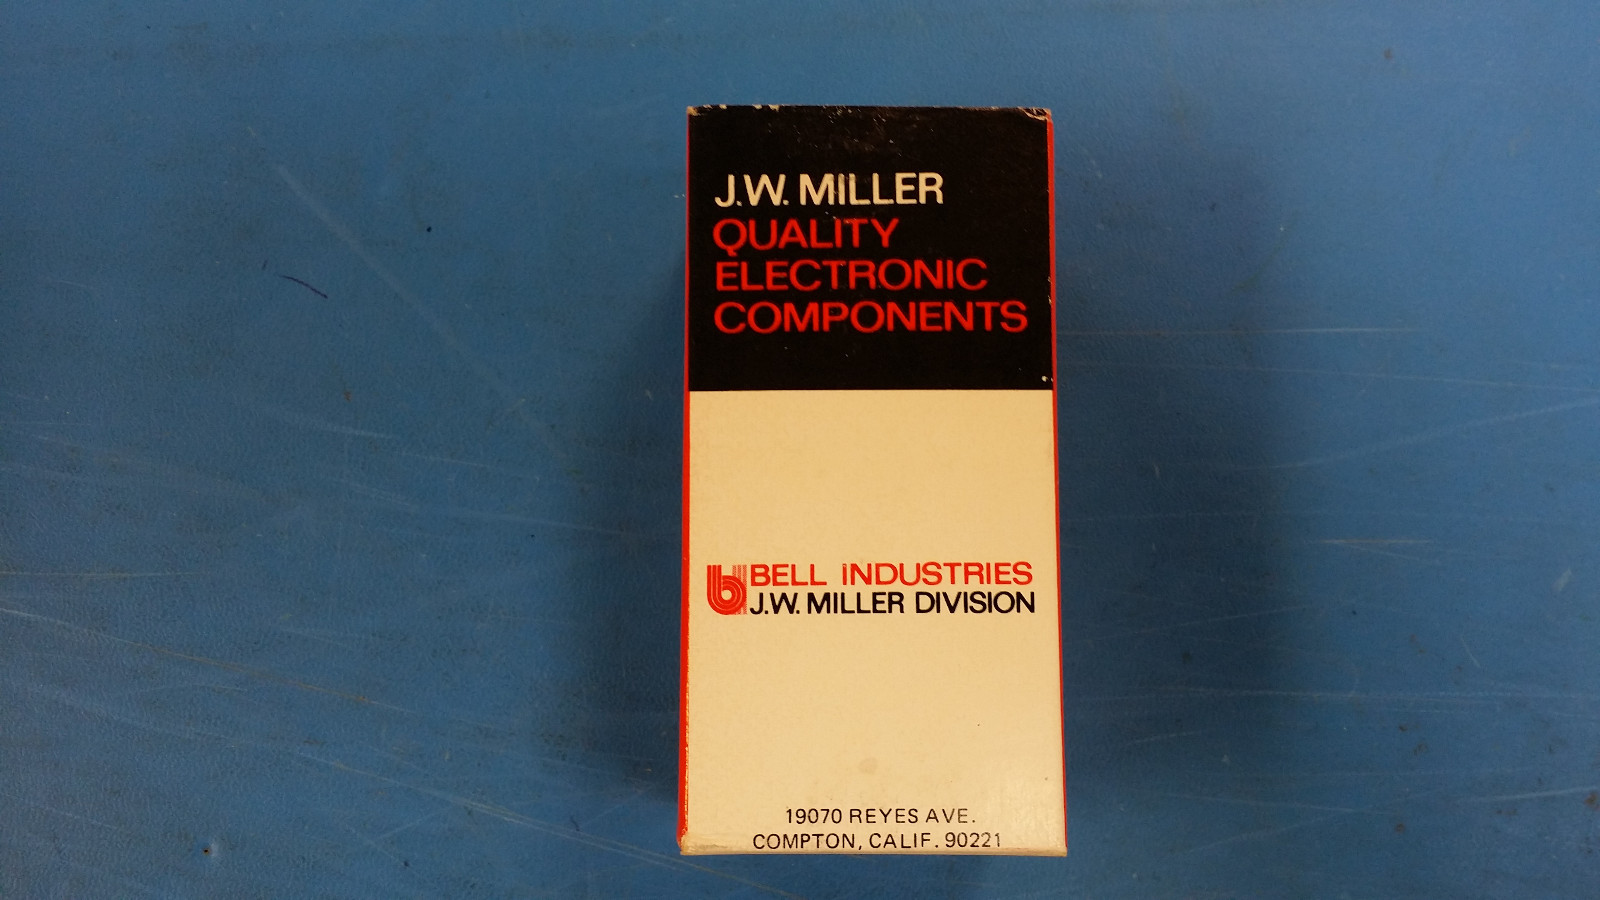 J.W. MILLER
QUALITY
ELECTRONIC
COMPONENTS
b BELL INDUSTRIES
J.W. MILLER DIVISION
19070 REYES AVE.
COMPTON, CALIF. 90221